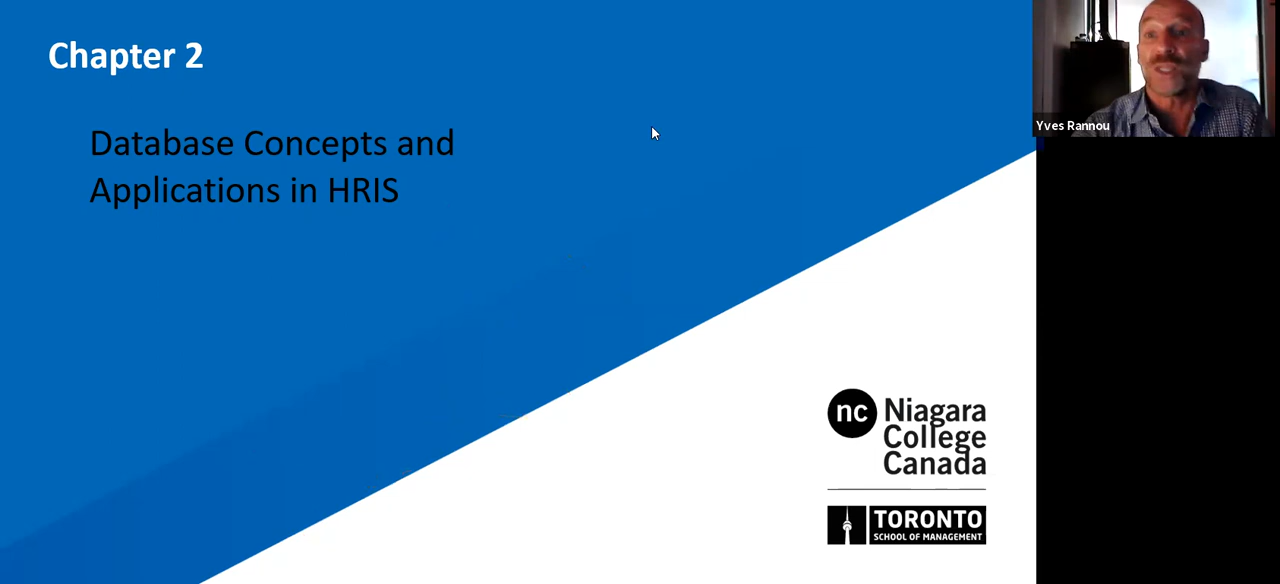 Chapter 2
Database Concepts and
Applications in HRIS
Yves Rannou
nc
Niagara
College
Canada
TORONTO
SCHOOL OF MANAGEMENT